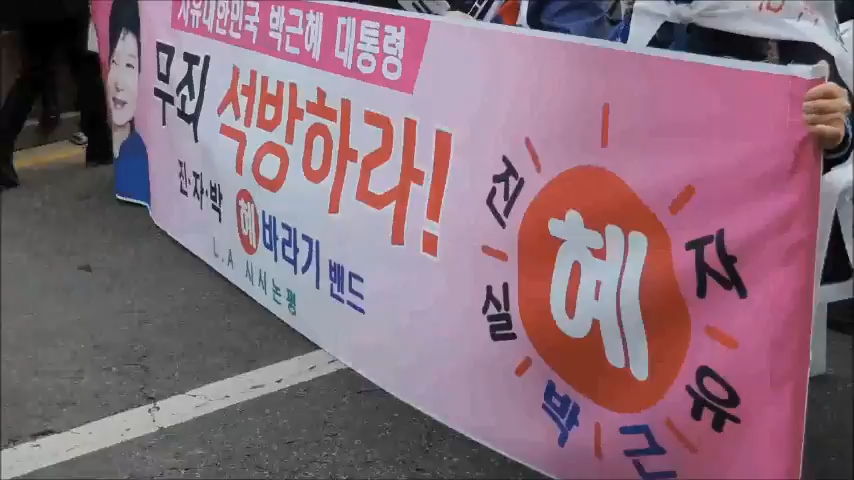 자유대한민국 박근혜 대통령
무죄 석방하라!
진·자·박 혜바라기 밴드
L.A 시사논평
진실
자유
박근
혜